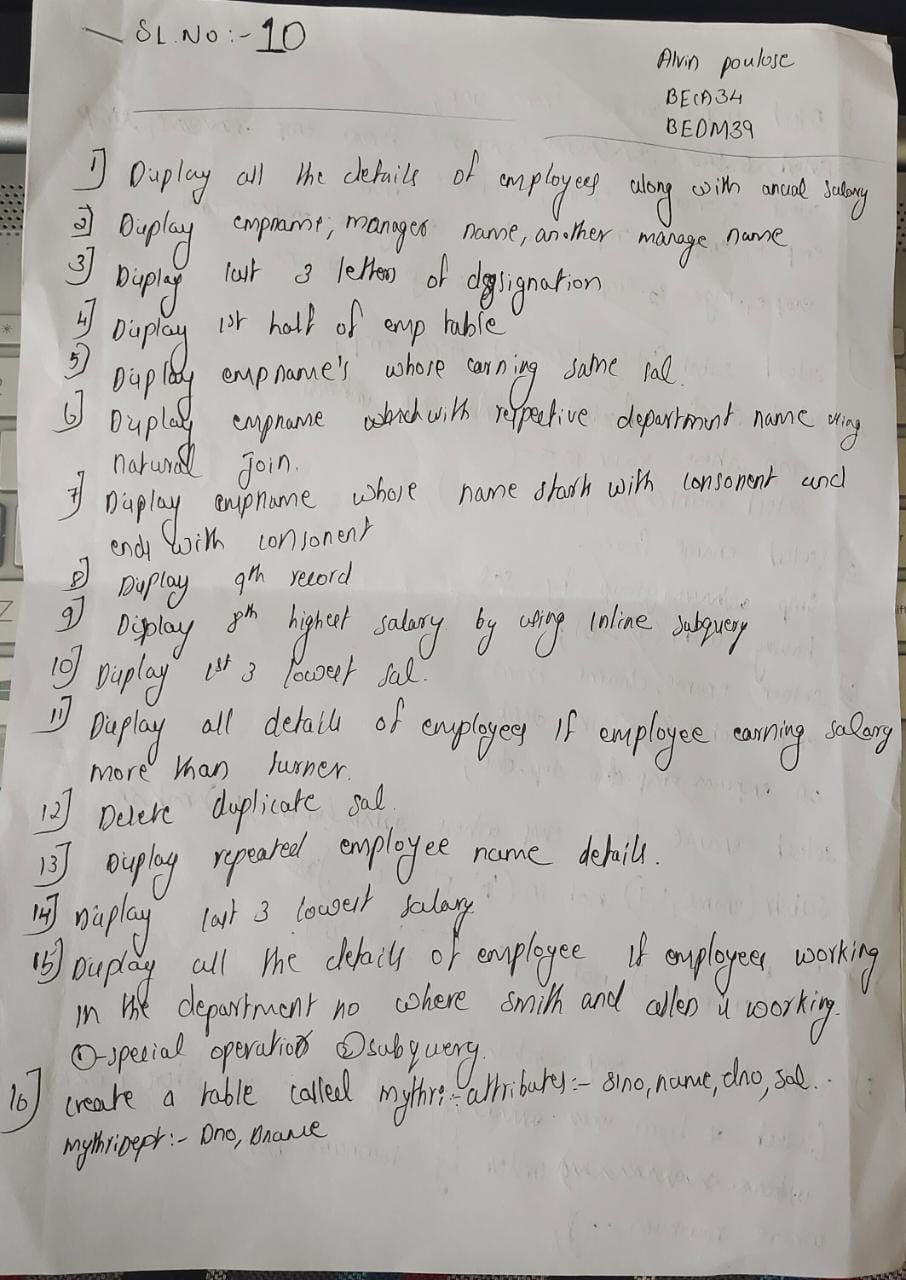 SL.NO:- 10
Alvin poulose
BE(A)34
BEDM39
1] Display all the details of employees along with anual salary
2] Display empname, manager name, another manage name
3] Display last 3 letters of designation
4] Display 1st half of emp table
5] Display empname's whose earning same sal.
6] Display empname with respective department name using
natural join.
7] Display empname whose name starts with consonent and
ends with consonent
8] Display 9th record
9] Display 8th highest salary by using inline subquery
10] Display 1st 3 lowest sal.
11] Display all details of employees if employee earning salary
more than turner.
12] Delete duplicate sal.
13] Display repeated employee name details.
14] Display last 3 lowest salary
15] Display all the details of employee if employees working
in the department no where smith and allen is working.
①-special operation ②subquery.
16] create a table called mythri:- attributes:- slno, name, dno, sal..
mythriDept:- Dno, Dname